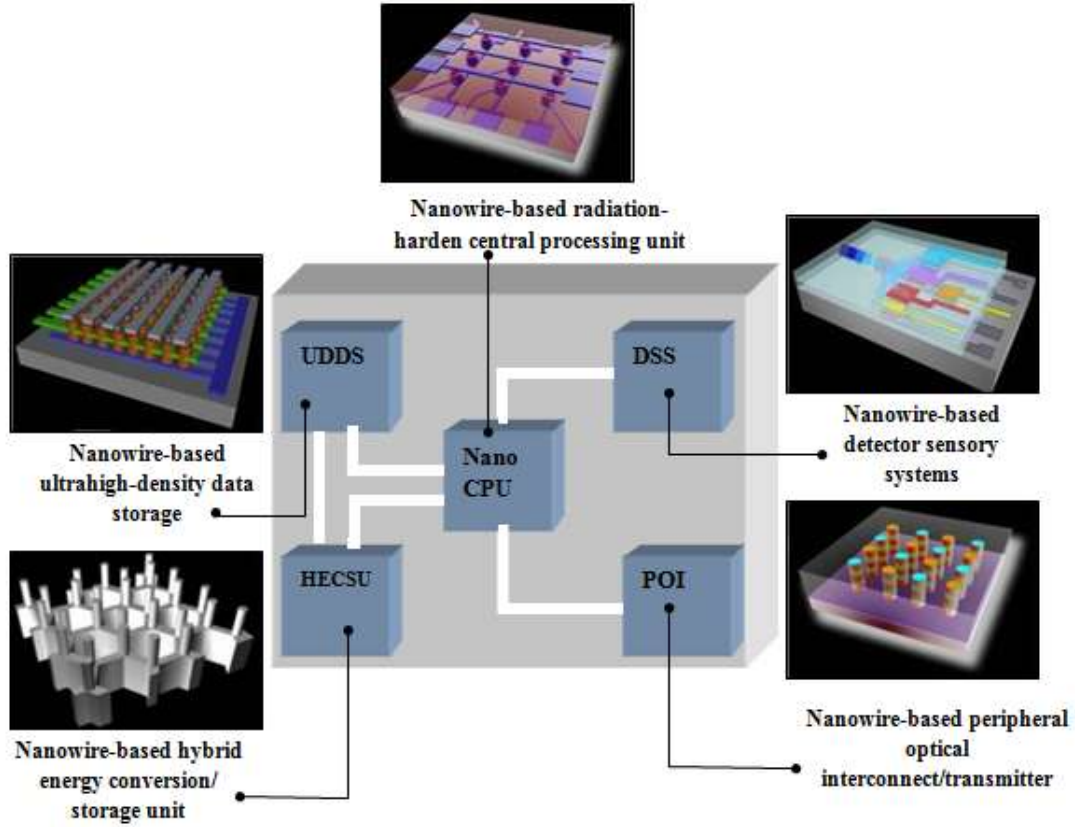 Nanowire-based radiation-
harden central processing unit
UDDS
DSS
Nano
CPU
HECSU
POI
Nanowire-based
ultrahigh-density data
storage
Nanowire-based
detector sensory
systems
Nanowire-based hybrid
energy conversion/
storage unit
Nanowire-based peripheral
optical
interconnect/transmitter